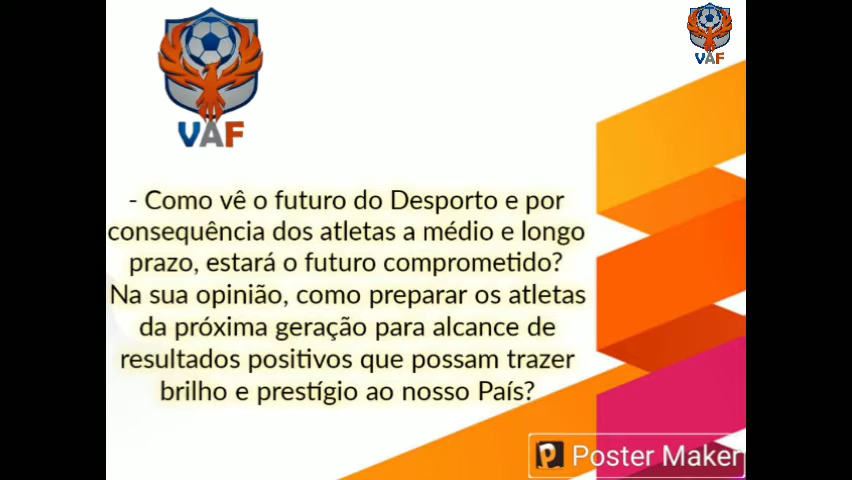 VAF
VAF
- Como vê o futuro do Desporto e por
consequência dos atletas a médio e longo
prazo, estará o futuro comprometido?
Na sua opinião, como preparar os atletas
da próxima geração para alcance de
resultados positivos que possam trazer
brilho e prestígio ao nosso País?
Poster Maker